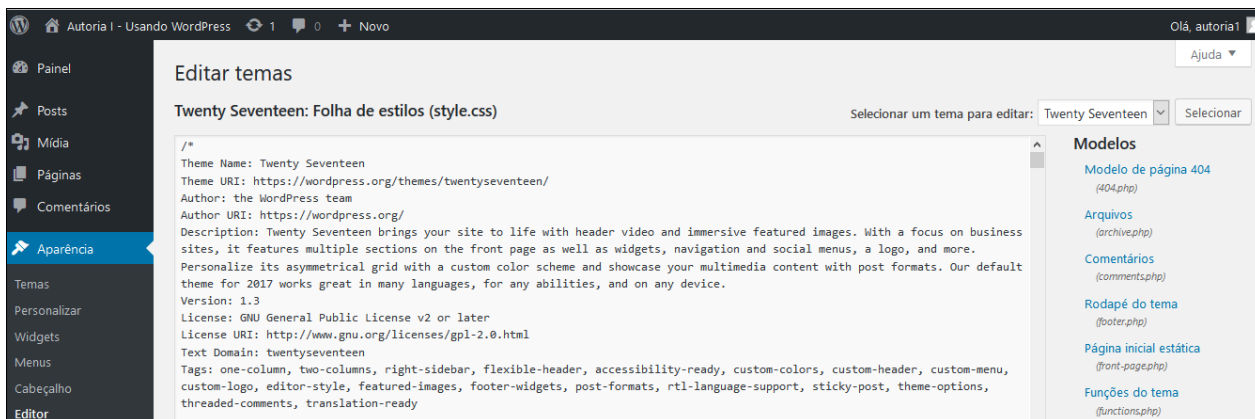 Autoria I - Usando WordPress 1 0 + Novo Olá, autoria1
Ajuda ▼
Painel
Posts
Mídia
Páginas
Comentários
Aparência
Temas
Personalizar
Widgets
Menus
Cabeçalho
Editor
Editar temas
Twenty Seventeen: Folha de estilos (style.css)
Selecionar um tema para editar: Twenty Seventeen Selecionar
/*
Theme Name: Twenty Seventeen
Theme URI: https://wordpress.org/themes/twentyseventeen/
Author: the WordPress team
Author URI: https://wordpress.org/
Description: Twenty Seventeen brings your site to life with header video and immersive featured images. With a focus on business
sites, it features multiple sections on the front page as well as widgets, navigation and social menus, a logo, and more.
Personalize its asymmetrical grid with a custom color scheme and showcase your multimedia content with post formats. Our default
theme for 2017 works great in many languages, for any abilities, and on any device.
Version: 1.3
License: GNU General Public License v2 or later
License URI: http://www.gnu.org/licenses/gpl-2.0.html
Text Domain: twentyseventeen
Tags: one-column, two-columns, right-sidebar, flexible-header, accessibility-ready, custom-colors, custom-header, custom-menu,
custom-logo, editor-style, featured-images, footer-widgets, post-formats, rtl-language-support, sticky-post, theme-options,
threaded-comments, translation-ready
Modelos
Modelo de página 404
(404.php)
Arquivos
(archive.php)
Comentários
(comments.php)
Rodapé do tema
(footer.php)
Página inicial estática
(front-page.php)
Funções do tema
(functions.php)